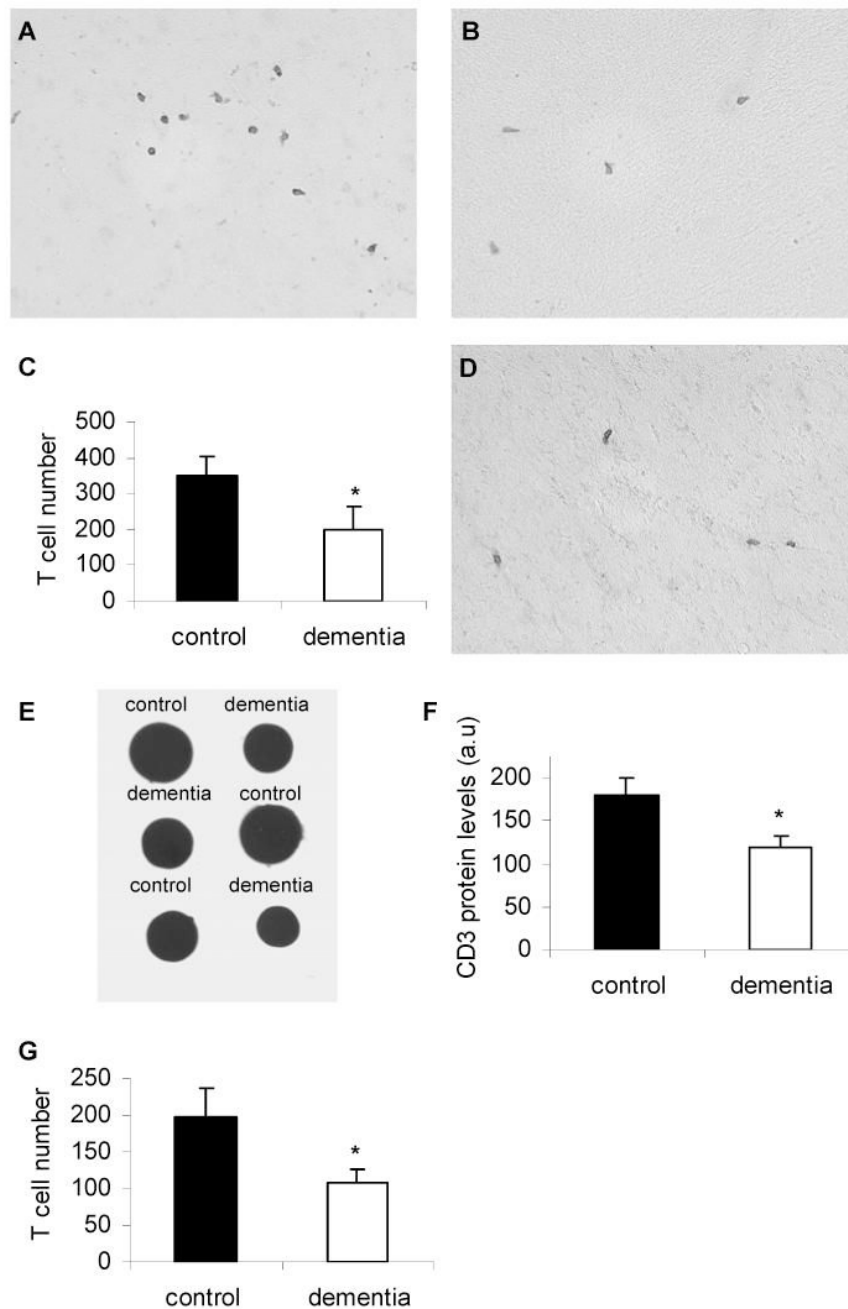 A
B
C
500
400
300
200
100
0
T cell number
*
control
dementia
D
E
control dementia
dementia control
control dementia
F
200
150
100
50
0
CD3 protein levels (a.u)
*
control
dementia
G
250
200
150
100
50
0
T cell number
*
control
dementia